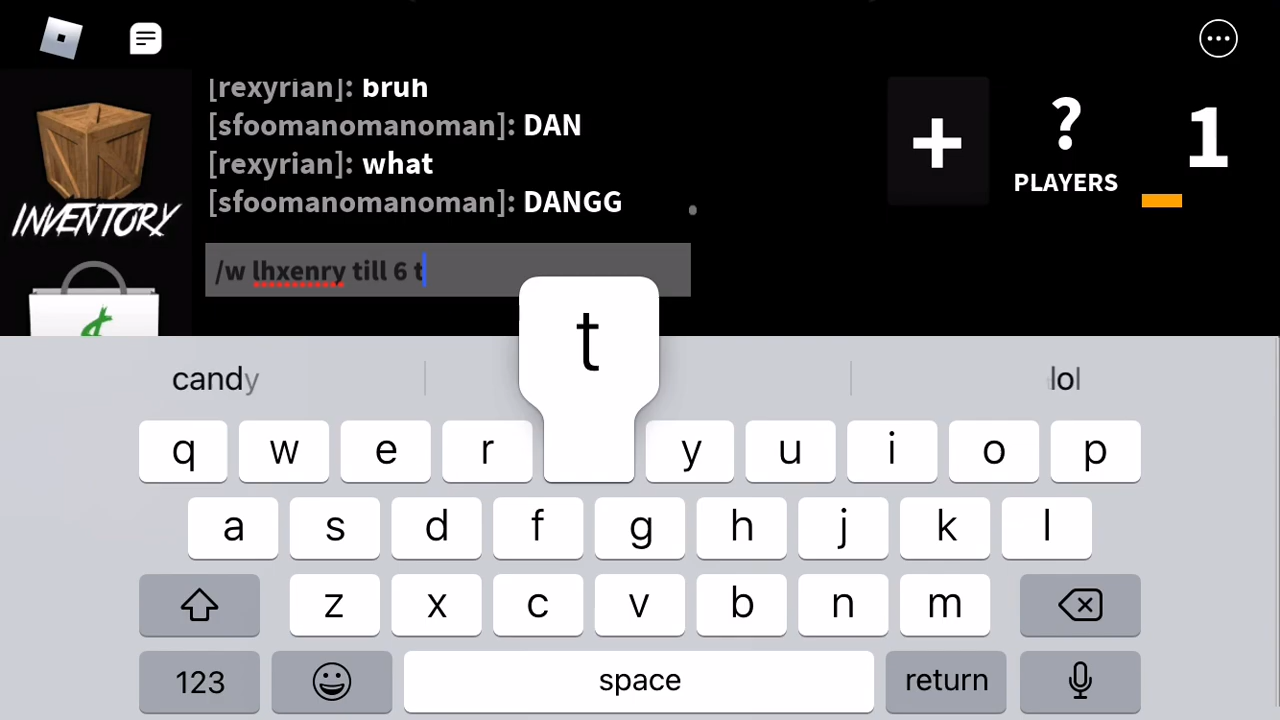 [rexyrian]: bruh
[sfoomanomanoman]: DAN
[rexyrian]: what
[sfoomanomanoman]: DANGG
/w lhxenry till 6 t
INVENTORY
+
?
PLAYERS
1
t
candy
lol
q w e r y u i o p
a s d f g h j k l
z x c v b n m
123
space
return